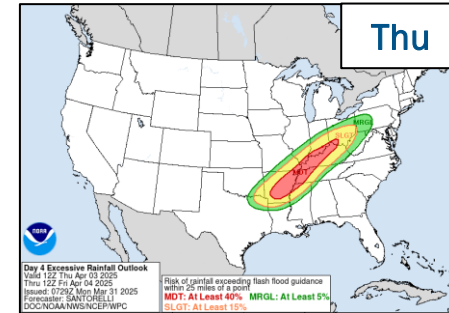 Thu
MRGL
SLGT
MDT
NOAA
Day 4 Excessive Rainfall Outlook
Valid 12Z Thu Apr 03 2025
Thru 12Z Fri Apr 04 2025
Issued: 0729Z Mon Mar 31 2025
Forecaster: SANTORELLI
DOC/NOAA/NWS/NCEP/WPC
Risk of rainfall exceeding flash flood guidance
within 25 miles of a point
MDT: At Least 40% MRGL: At Least 5%
SLGT: At Least 15%